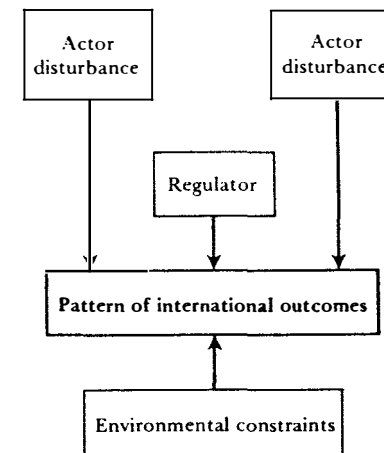 Actor
disturbance
Actor
disturbance
Regulator
Pattern of international outcomes
Environmental constraints